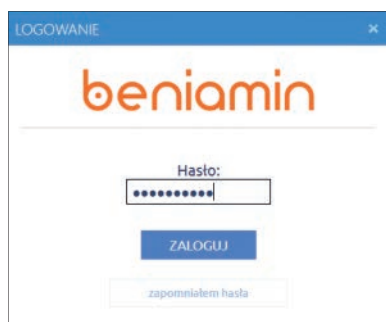 LOGOWANIE
beniamin
Hasło:
••••••••••
ZALOGUJ
zapomniałem hasła